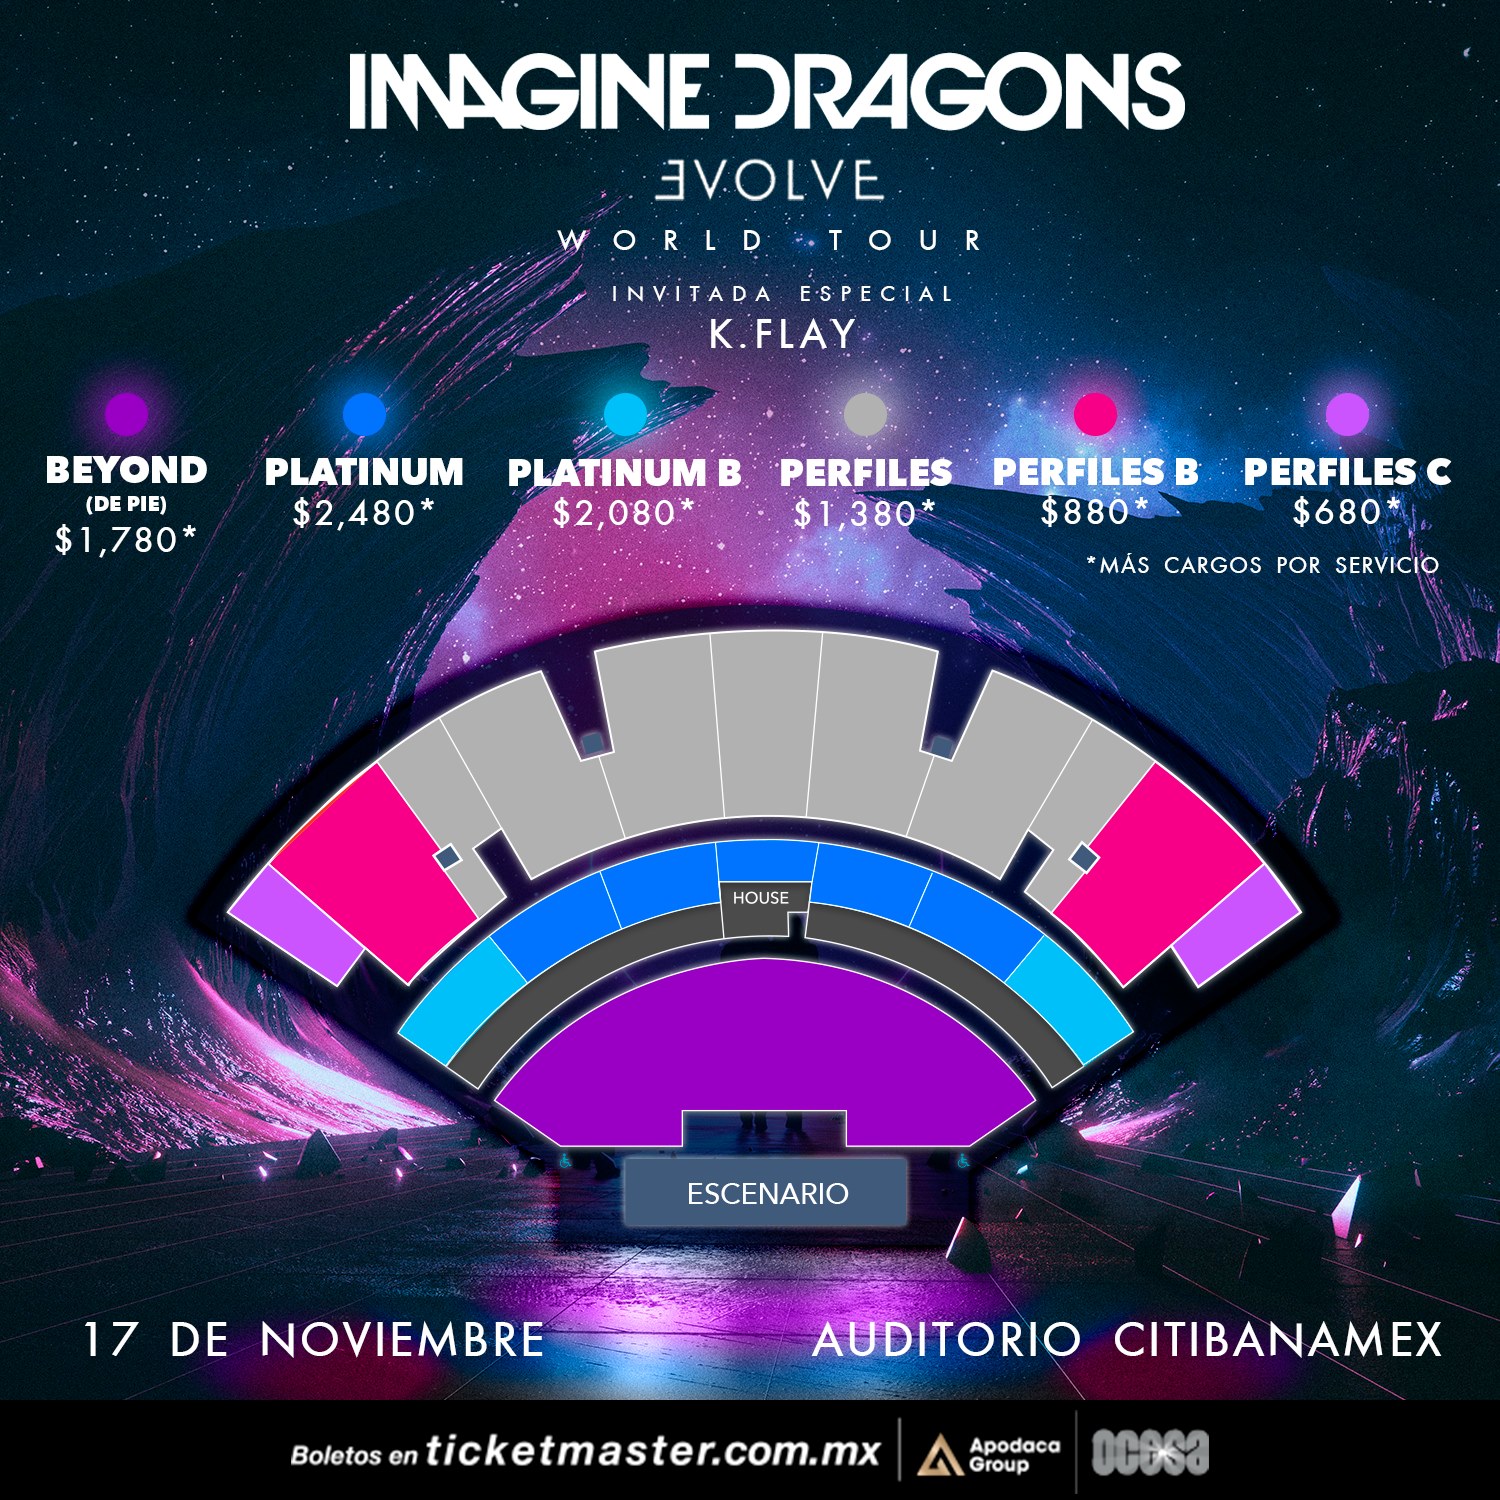 IMAGINE DRAGONS
EVOLVE
WORLD TOUR
INVITADA ESPECIAL
K.FLAY
BEYOND
(DE PIE)
$1,780*
PLATINUM
$2,480*
PLATINUM B
$2,080*
PERFILES
$1,380*
PERFILES B
$880*
PERFILES C
$680*
*MÁS CARGOS POR SERVICIO
HOUSE
ESCENARIO
17 DE NOVIEMBRE
AUDITORIO CITIBANAMEX
Boletos en ticketmaster.com.mx
Apodaca
Group
ocesa